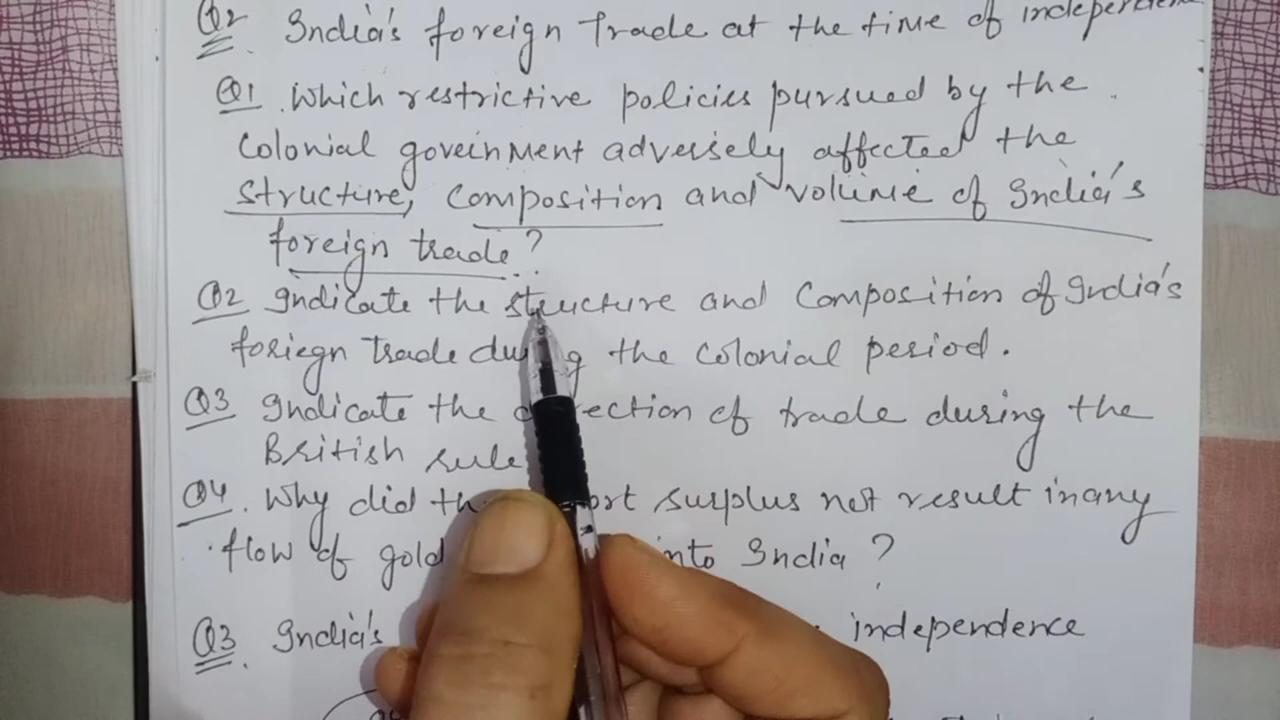 Q2. India's foreign Trade at the time of
Q1. Which restrictive policies pursued by the
Colonial government adversely affected the
structure, composition and volume of India's
foreign trade?
Q2 Indicate the structure and Composition of India's
foriegn trade during the colonial period.
Q3 Indicate the of trade during the
British rule
Q4. Why did surplus not result in any
flow of gold into India?
Q3. India's independence